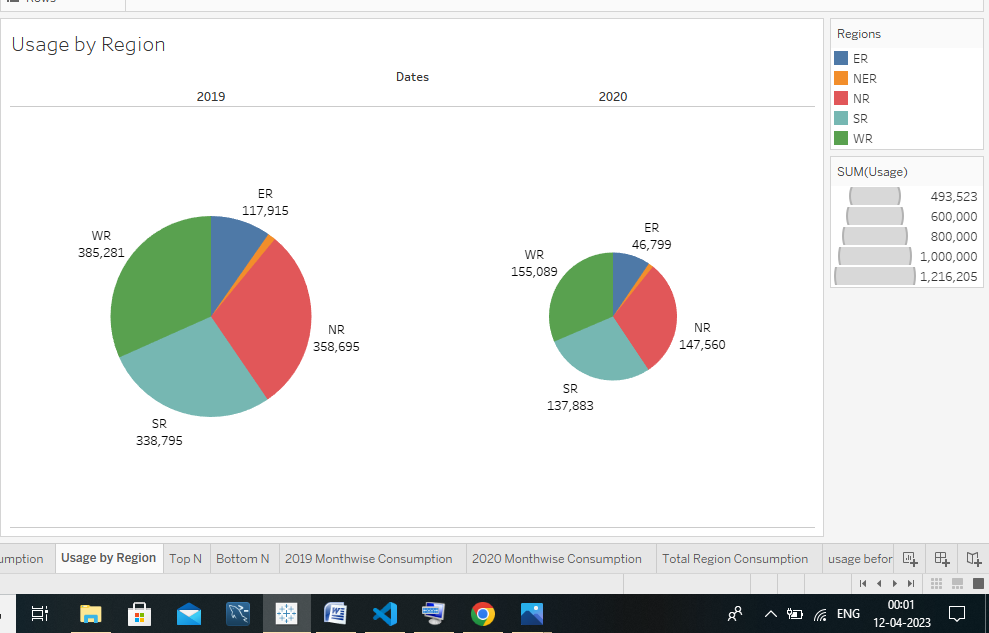 Rows
Usage by Region
Dates
2019
2020
ER
117,915
WR
385,281
NR
358,695
SR
338,795
ER
46,799
WR
155,089
NR
147,560
SR
137,883
Regions
ER
NER
NR
SR
WR
SUM(Usage)
493,523
600,000
800,000
1,000,000
1,216,205
umption
Usage by Region
Top N
Bottom N
2019 Monthwise Consumption
2020 Monthwise Consumption
Total Region Consumption
usage befor
ENG
00:01
12-04-2023